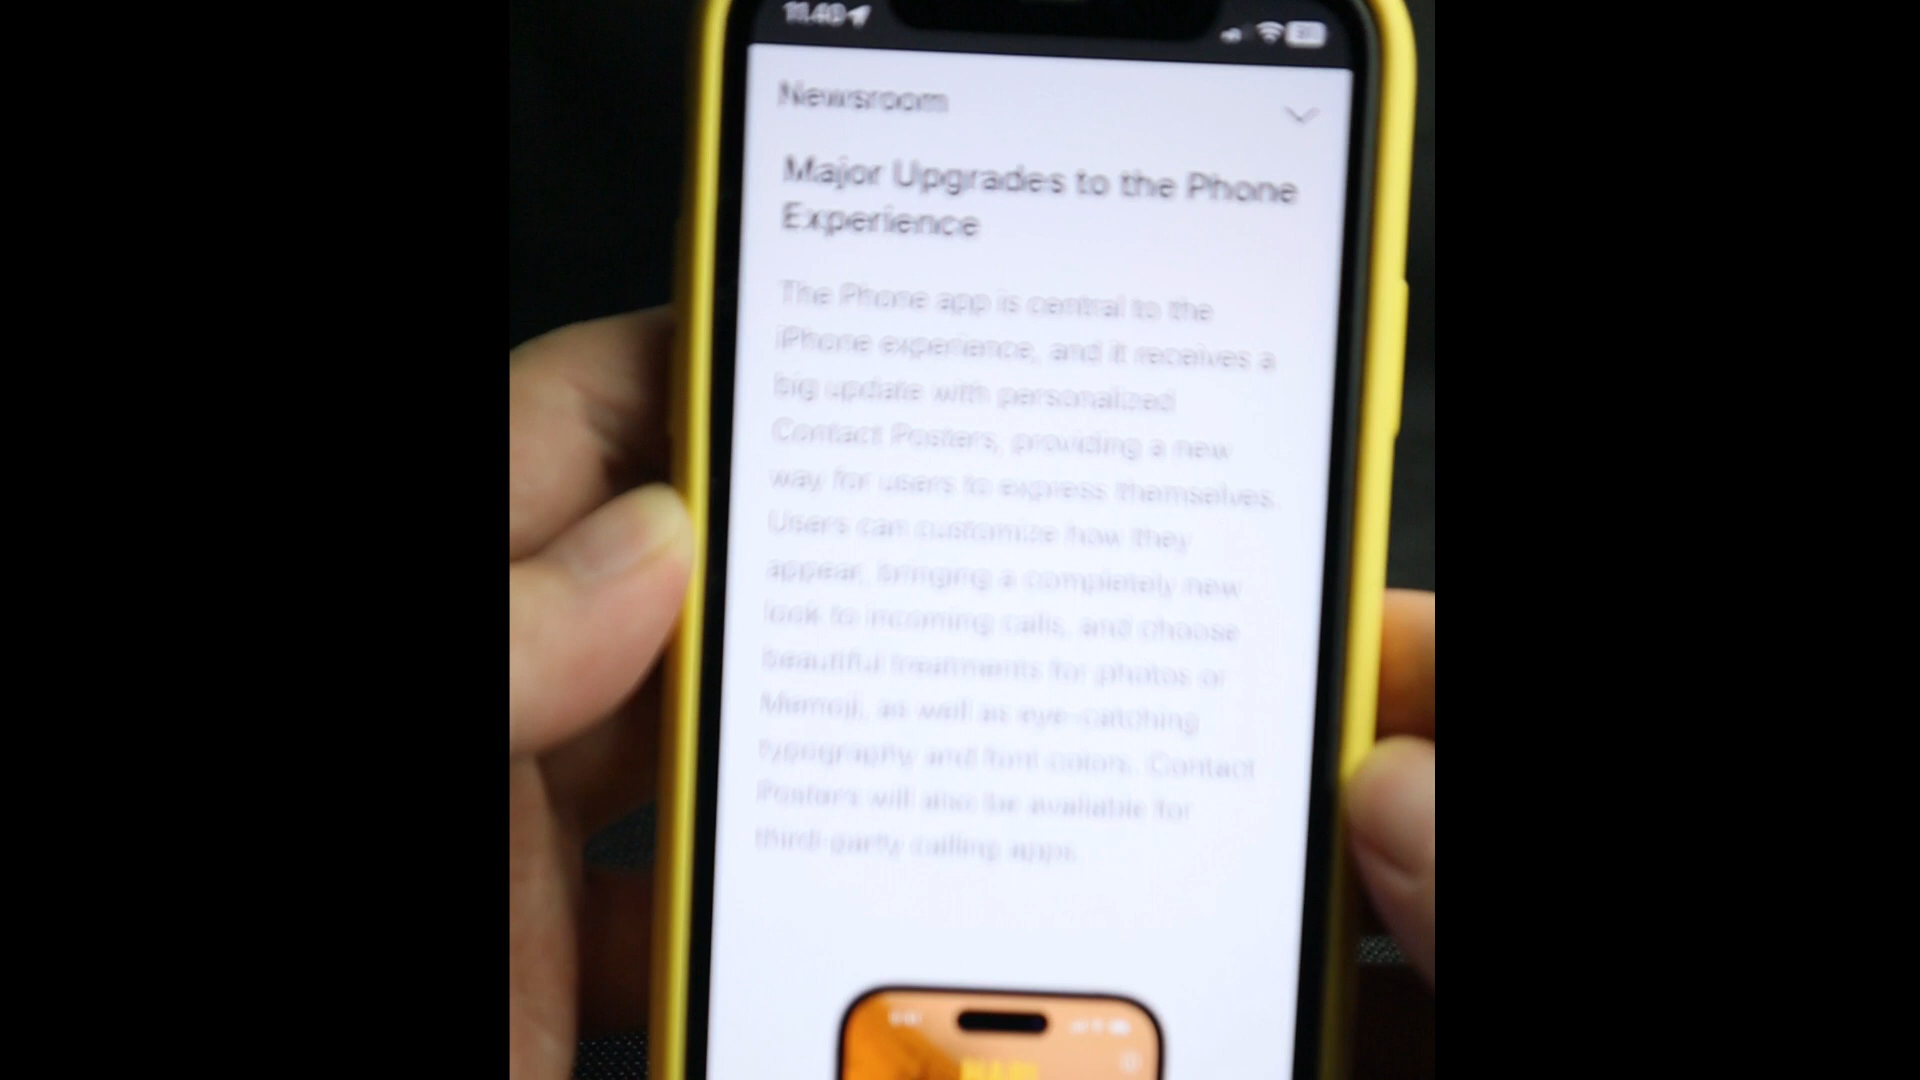 11.40
Newsroom
Major Upgrades to the Phone
Experience
The Phone app is central to the
iPhone experience, and it receives a
big update with personalized
Contact Posters, providing a new
way for users to express themselves.
Users can customize how they
appear, bringing a completely new
look to incoming calls, and choose
beautiful treatments for photos or
Memoji, as well as eye-catching
typography and font colors. Contact
Posters will also be available for
third-party calling apps.